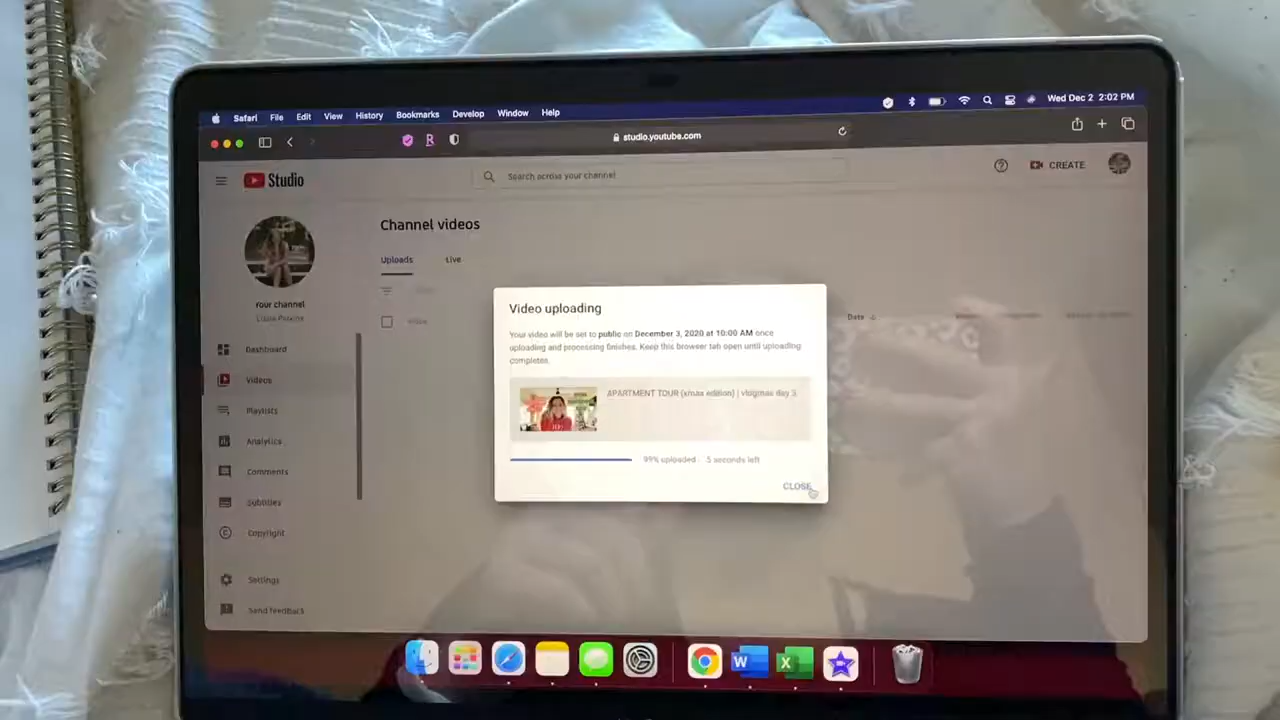 Safari File Edit View History Bookmarks Develop Window Help Wed Dec 2 2:02 PM
studio.youtube.com
Studio
Search across your channel
CREATE
Channel videos
Uploads Live
Your channel
Dashboard
Videos
Playlists
Analytics
Comments
Subtitles
Copyright
Settings
Send feedback
Date
Video uploading
Your video will be set to public on December 3, 2020 at 10:00 AM once
uploading and processing finishes. Keep this browser tab open until uploading
completes.
APARTMENT TOUR (xmas edition) | vlogmas day 3
99% uploaded 5 seconds left
CLOSE